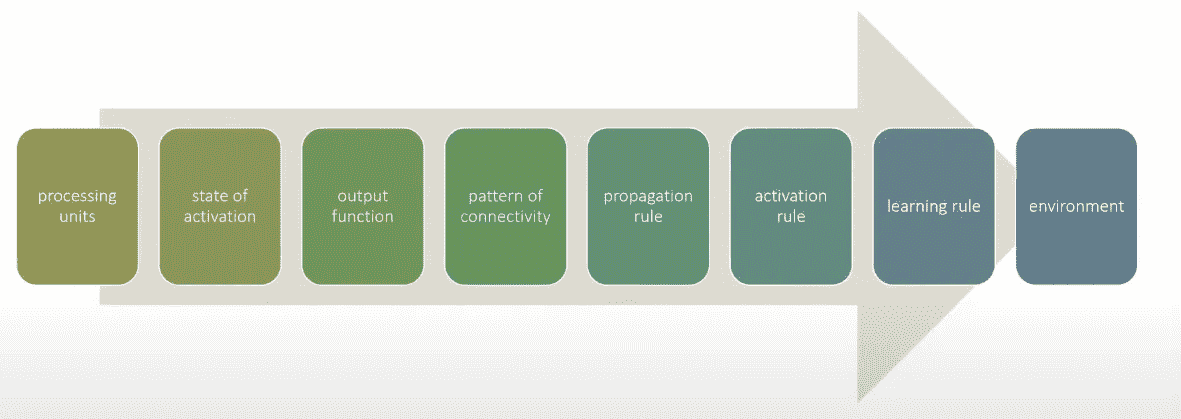 processing
units
state of
activation
output
function
pattern of
connectivity
propagation
rule
activation
rule
learning rule
environment